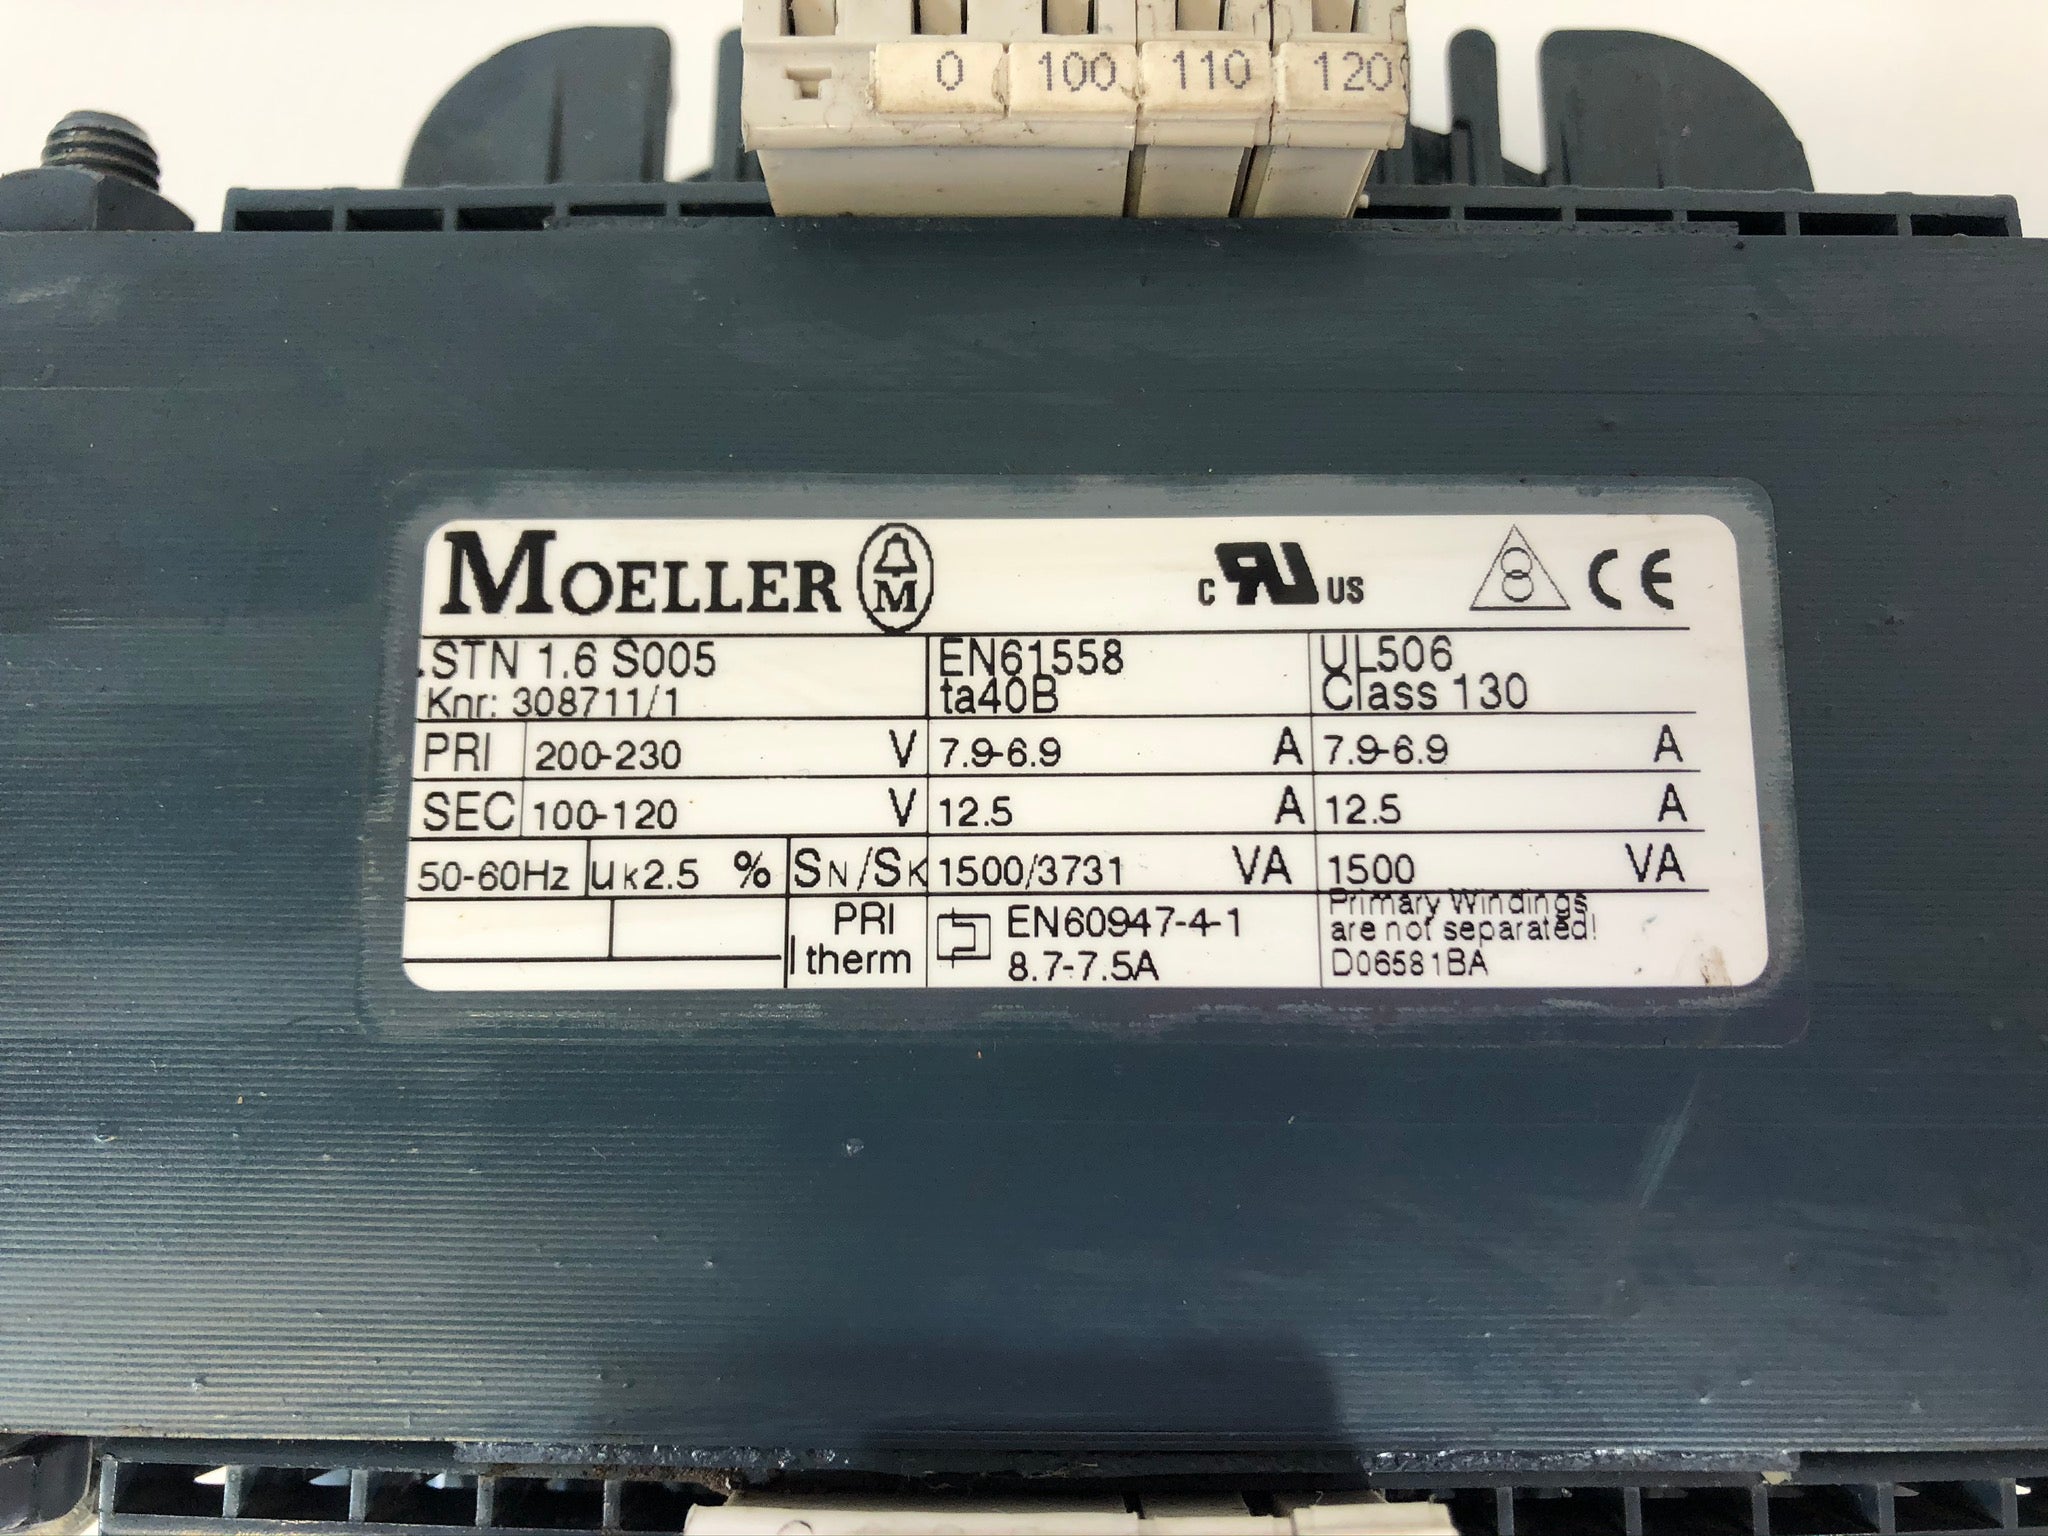 0 100 110 120
MOELLER M c UR US CE
STN 1.6 S005 EN61558 UL506
Knr: 308711/1 ta40B Class 130
PRI 200-230 V 7.9-6.9 A 7.9-6.9 A
SEC 100-120 V 12.5 A 12.5 A
50-60Hz uk2.5 % SN/SK 1500/3731 VA 1500 VA
PRI EN60947-4-1 Primary Windings
are not separated!
I therm 8.7-7.5A D06581BA